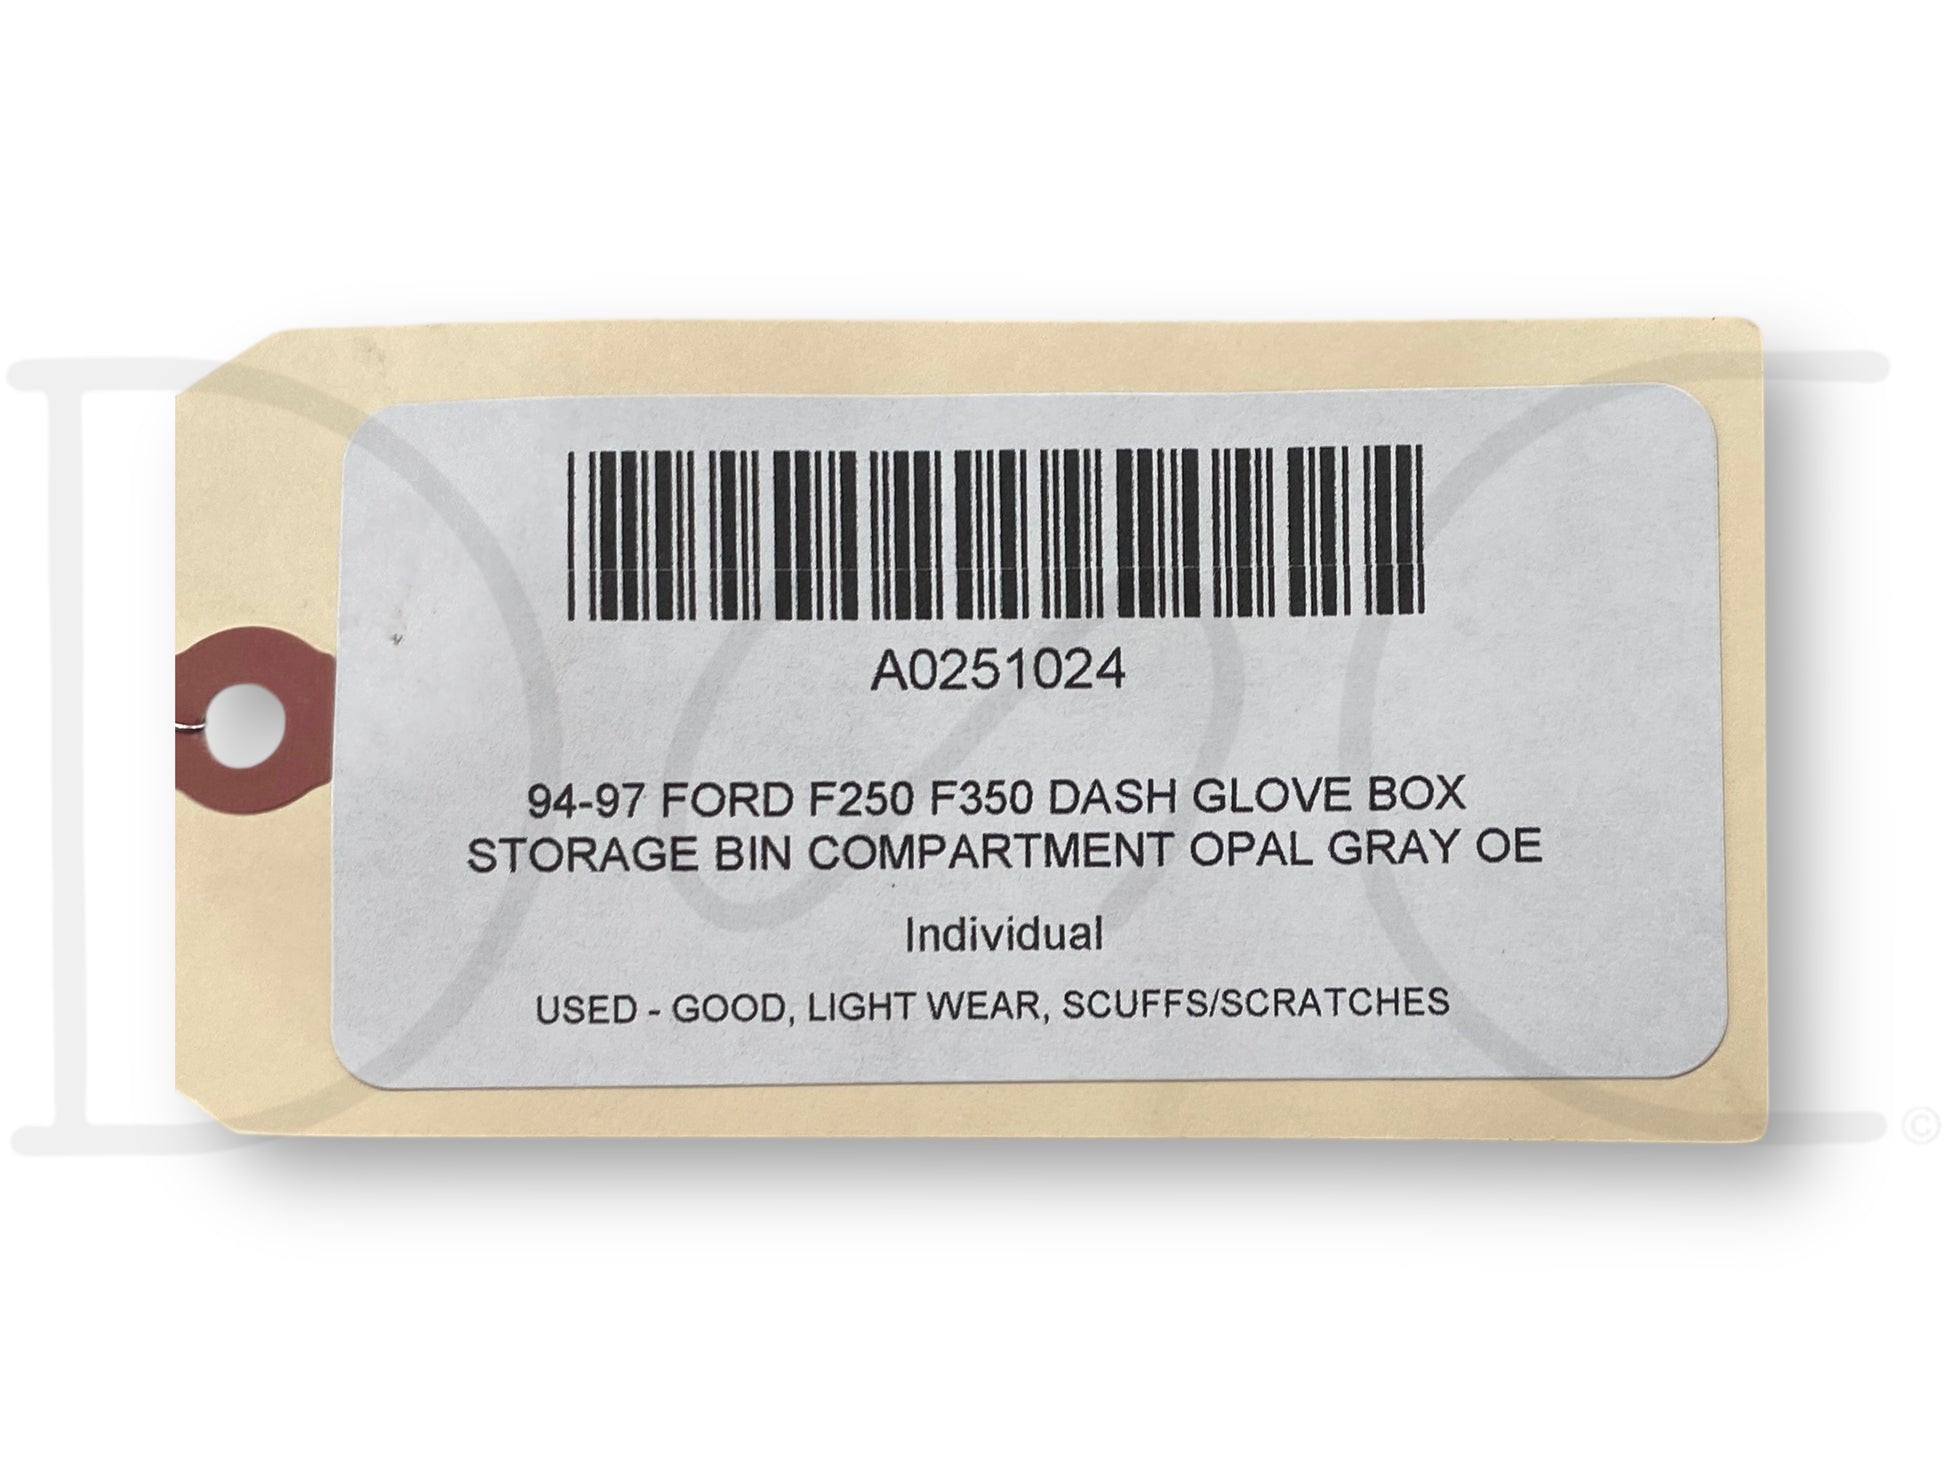 A0251024
94-97 FORD F250 F350 DASH GLOVE BOX
STORAGE BIN COMPARTMENT OPAL GRAY OE
Individual
USED - GOOD, LIGHT WEAR, SCUFFS/SCRATCHES
©